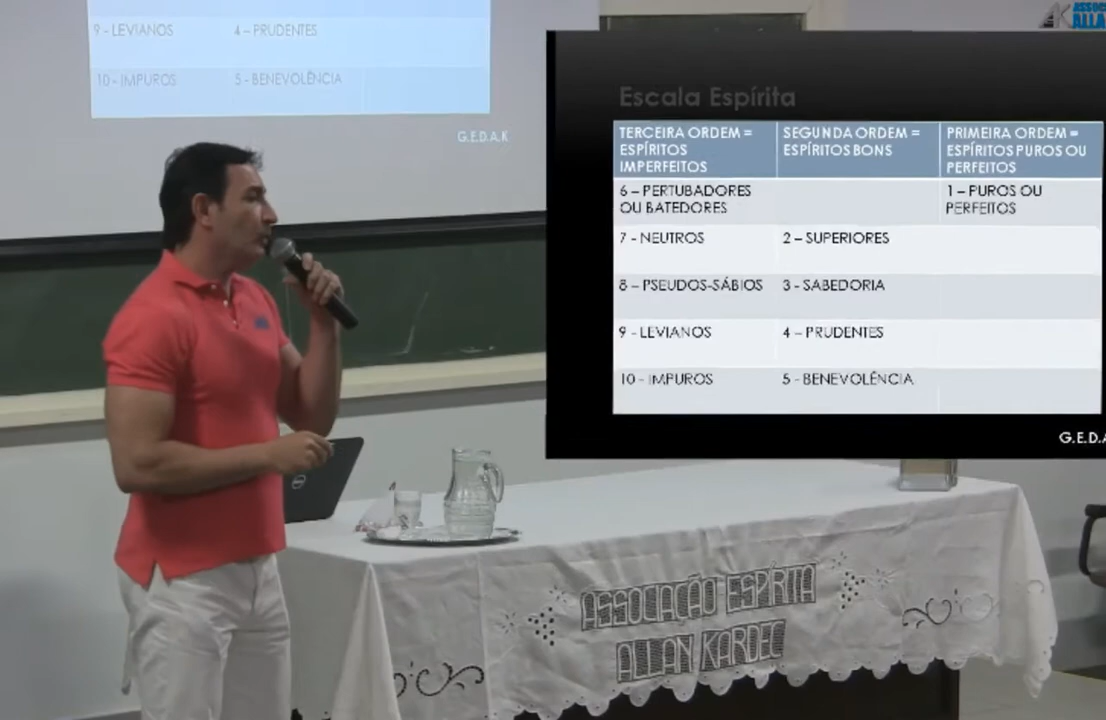 9 - LEVIANOS 4 - PRUDENTES
10 - IMPUROS 5 - BENEVOLÊNCIA
G.E.D.A.K
ALLA
Escala Espírita
TERCEIRA ORDEM = ESPÍRITOS IMPERFEITOS
SEGUNDA ORDEM = ESPÍRITOS BONS
PRIMEIRA ORDEM = ESPÍRITOS PUROS OU PERFEITOS
6 – PERTUBADORES OU BATEDORES
1 – PUROS OU PERFEITOS
7 - NEUTROS 2 – SUPERIORES
8 – PSEUDOS-SÁBIOS 3 - SABEDORIA
9 - LEVIANOS 4 – PRUDENTES
10 - IMPUROS 5 - BENEVOLÊNCIA
G.E.D.A
DELL
ASSOCIAÇÃO ESPÍRITA
ALLAN KARDEC